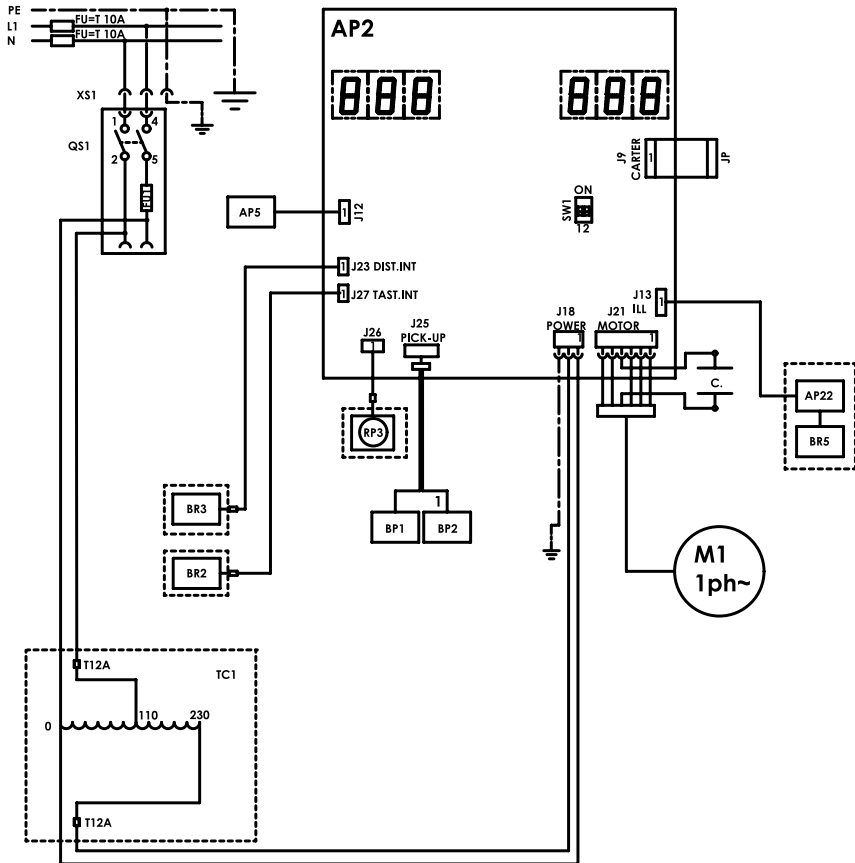 PE
L1
N
FU=T 10A
FU=T 10A
AP2
888
888
XS1
1
4
QS1
2
5
FU1
J9
CARTER
1
JP
ON
SW1
12
AP5
1
J12
1
J23 DIST.INT
1
J27 TAST.INT
J13
ILL
1
J26
1
J25
PICK-UP
J18
POWER
1
J21
MOTOR
1
C.
AP22
BR5
RP3
BR3
BR2
1
BP1
BP2
M1
1ph~
T12A
TC1
0
110
230
T12A